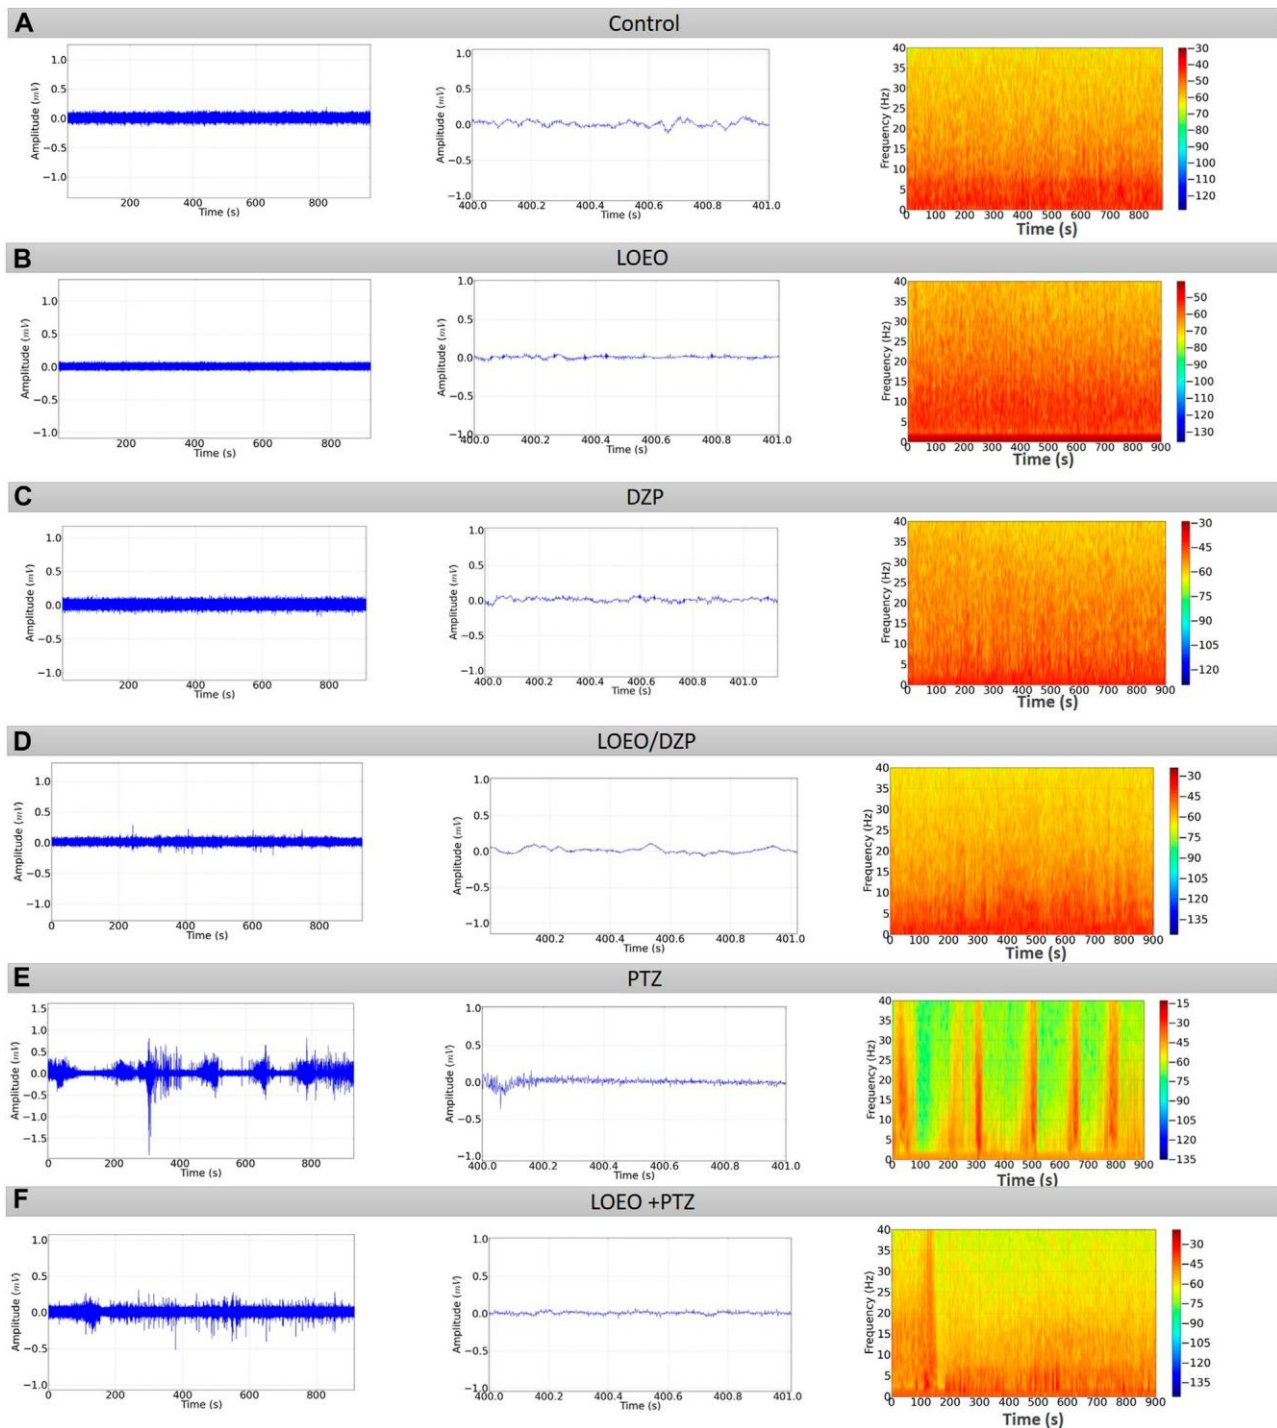 A Control
1.0
0.5
0.0
−0.5
−1.0
Amplitude (mV)
200 400 600 800
Time (s)
1.0
0.5
0.0
−0.5
−1.0
Amplitude (mV)
400.0 400.2 400.4 400.6 400.8 401.0
Time (s)
40
35
30
25
20
15
10
5
0
Frequency (Hz)
0 100 200 300 400 500 600 700 800
Time (s)
−30
−40
−50
−60
−70
−80
−90
−100
−110
−120
B LOEO
1.0
0.5
0.0
−0.5
−1.0
Amplitude (mV)
200 400 600 800
Time (s)
1.0
0.5
0.0
−0.5
−1.0
Amplitude (mV)
400.0 400.2 400.4 400.6 400.8 401.0
Time (s)
40
35
30
25
20
15
10
5
0
Frequency (Hz)
0 100 200 300 400 500 600 700 800 900
Time (s)
−50
−60
−70
−80
−90
−100
−110
−120
−130
C DZP
1.0
0.5
0.0
−0.5
−1.0
Amplitude (mV)
200 400 600 800
Time (s)
1.0
0.5
0.0
−0.5
−1.0
Amplitude (mV)
400.0 400.2 400.4 400.6 400.8 401.0
Time (s)
40
35
30
25
20
15
10
5
0
Frequency (Hz)
0 100 200 300 400 500 600 700 800 900
Time (s)
−30
−45
−60
−75
−90
−105
−120
D LOEO/DZP
1.0
0.5
0.0
−0.5
−1.0
Amplitude (mV)
0 200 400 600 800
Time (s)
1.0
0.5
0.0
−0.5
−1.0
Amplitude (mV)
400.2 400.4 400.6 400.8 401.0
Time (s)
40
35
30
25
20
15
10
5
0
Frequency (Hz)
0 100 200 300 400 500 600 700 800 900
Time (s)
−30
−45
−60
−75
−90
−105
−120
−135
E PTZ
1.5
1.0
0.5
0.0
−0.5
−1.0
−1.5
Amplitude (mV)
0 200 400 600 800
Time (s)
1.0
0.5
0.0
−0.5
−1.0
Amplitude (mV)
400.0 400.2 400.4 400.6 400.8 401.0
Time (s)
40
35
30
25
20
15
10
5
0
Frequency (Hz)
0 100 200 300 400 500 600 700 800 900
Time (s)
−15
−30
−45
−60
−75
−90
−105
−120
−135
F LOEO +PTZ
1.0
0.5
0.0
−0.5
−1.0
Amplitude (mV)
0 200 400 600 800
Time (s)
1.0
0.5
0.0
−0.5
−1.0
Amplitude (mV)
400.0 400.2 400.4 400.6 400.8 401.0
Time (s)
40
35
30
25
20
15
10
5
0
Frequency (Hz)
0 100 200 300 400 500 600 700 800 900
Time (s)
−30
−45
−60
−75
−90
−105
−120
−135